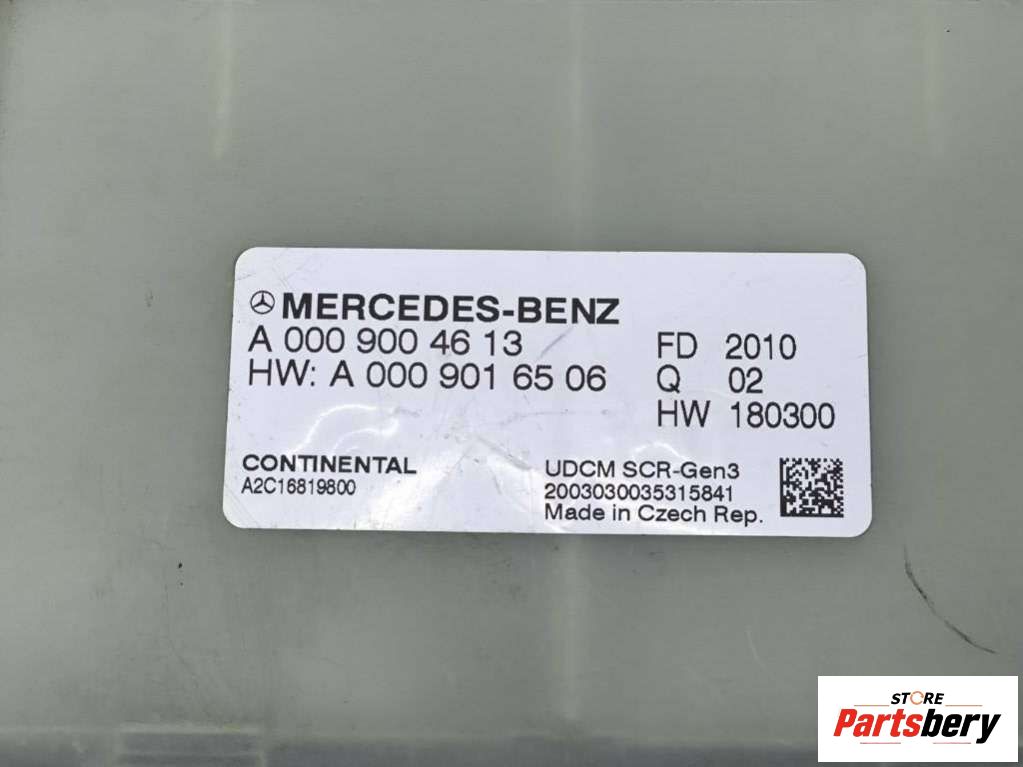 MERCEDES-BENZ
A 000 900 46 13
HW: A 000 901 65 06
FD 2010
Q 02
HW 180300
CONTINENTAL
A2C16819800
UDCM SCR-Gen3
2003030035315841
Made in Czech Rep.
STORE
Partsbery